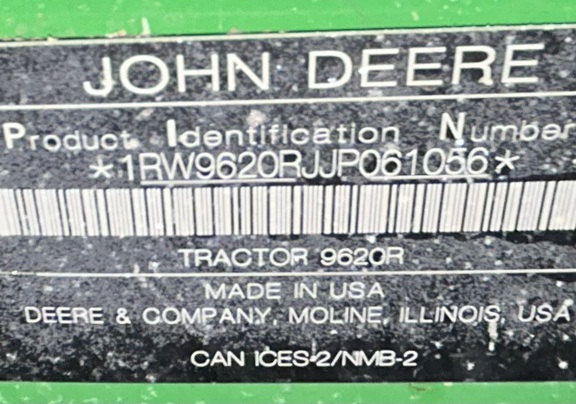 JOHN DEERE
Product Identification Number
*1RW9620RJJP061056*
TRACTOR 9620R
MADE IN USA
DEERE & COMPANY, MOLINE, ILLINOIS, USA
CAN ICES-2/NMB-2